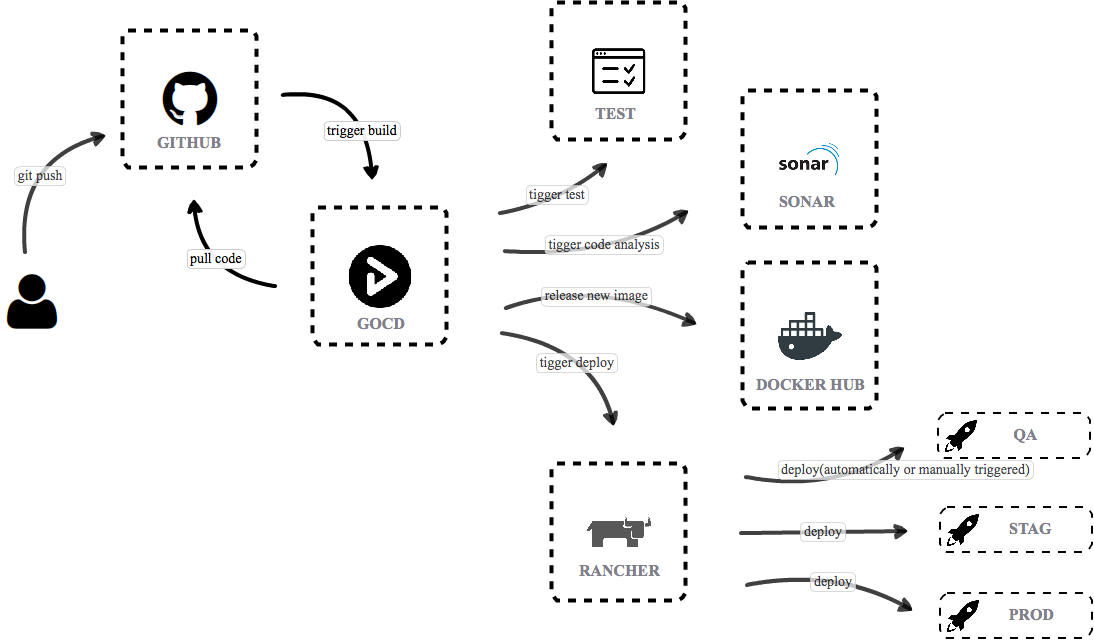 TEST
GITHUB
trigger build
sonar
SONAR
git push
tigger test
tigger code analysis
pull code
release new image
GOCD
tigger deploy
DOCKER HUB
QA
deploy(automatically or manually triggered)
STAG
deploy
RANCHER
deploy
PROD